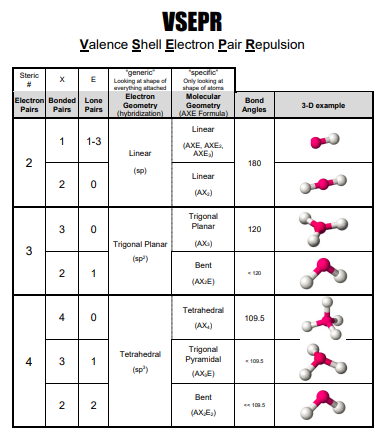 VSEPR
Valence Shell Electron Pair Repulsion
Steric # X E "generic" Looking at shape of everything attached "specific" Only looking at shape of atoms
Electron Pairs Bonded Pairs Lone Pairs Electron Geometry (hybridization) Molecular Geometry (AXE Formula) Bond Angles 3-D example
2 1 1-3 Linear (sp) Linear (AXE, AXE₂, AXE₃) 180
2 0 Linear (AX₂)
3 3 0 Trigonal Planar (sp²) Trigonal Planar (AX₃) 120
2 1 Bent (AX₂E) < 120
4 4 0 Tetrahedral (sp³) Tetrahedral (AX₄) 109.5
3 1 Trigonal Pyramidal (AX₃E) < 109.5
2 2 Bent (AX₂E₂) << 109.5